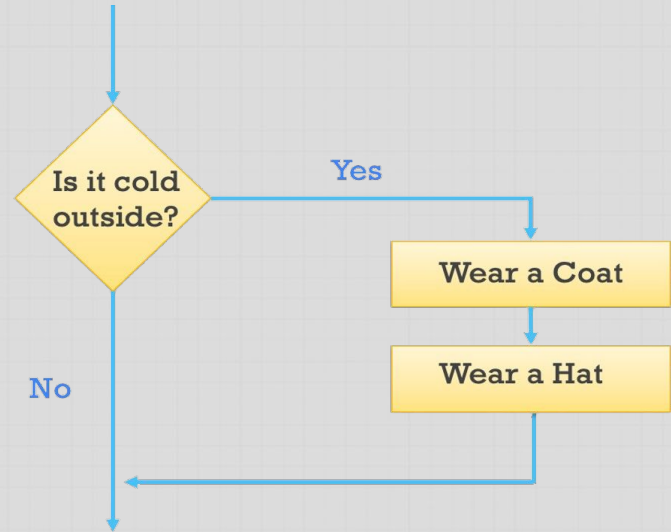 Is it cold
outside?
Yes
Wear a Coat
Wear a Hat
No